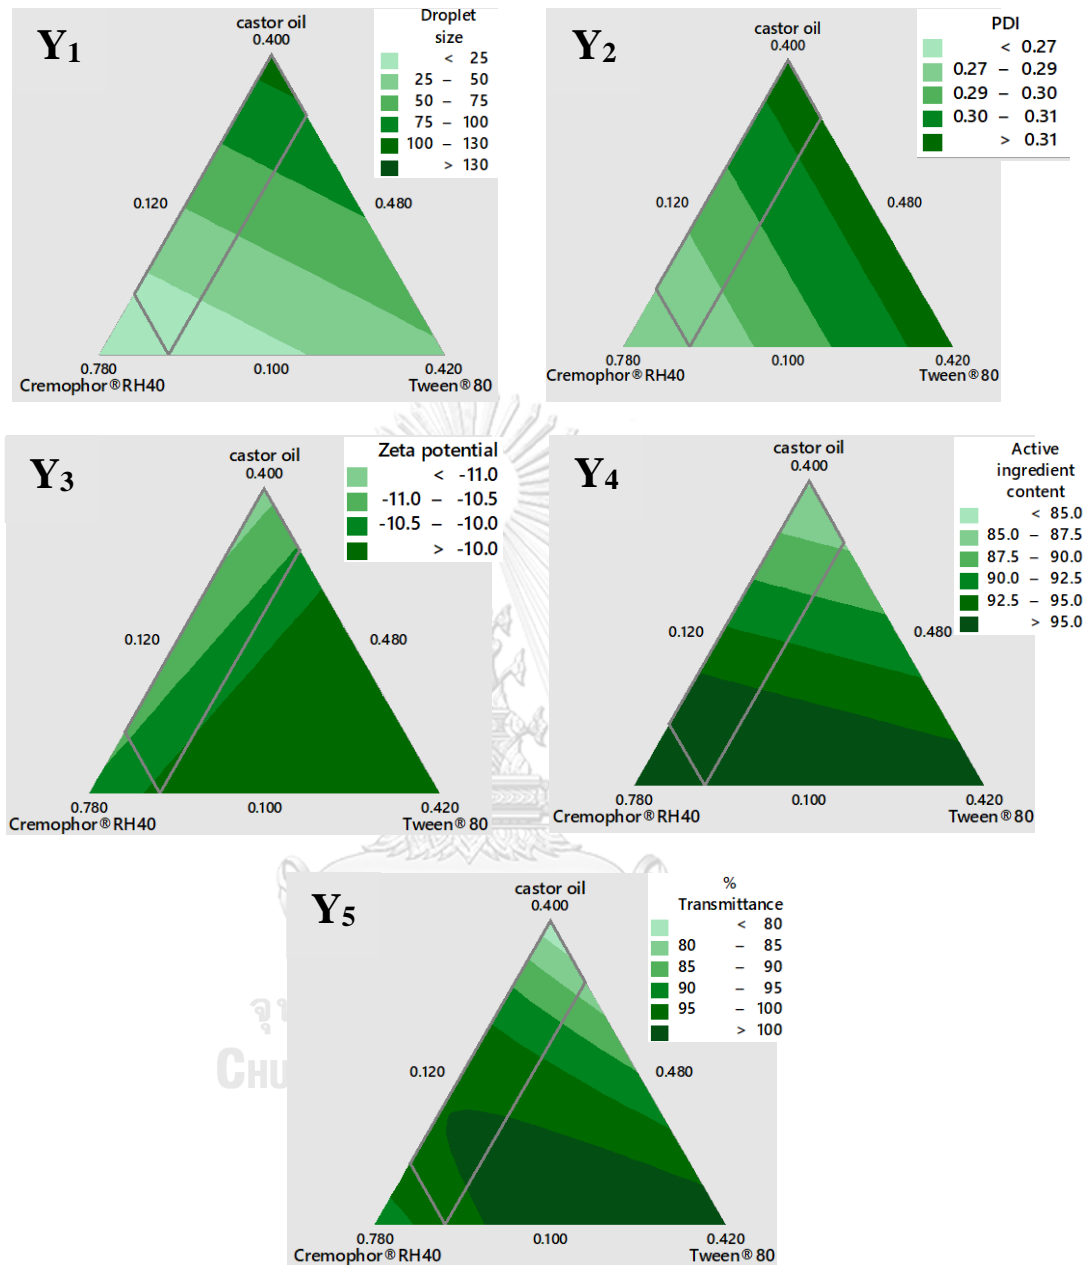 Y1
castor oil
0.400
0.120
0.480
0.780
0.100
0.420
Cremophor®RH40
Tween®80
Droplet
size
< 25
25 – 50
50 – 75
75 – 100
100 – 130
> 130
Y2
castor oil
0.400
0.120
0.480
0.780
0.100
0.420
Cremophor®RH40
Tween®80
PDI
< 0.27
0.27 – 0.29
0.29 – 0.30
0.30 – 0.31
> 0.31
Y3
castor oil
0.400
0.120
0.480
0.780
0.100
0.420
Cremophor®RH40
Tween®80
Zeta potential
< -11.0
-11.0 – -10.5
-10.5 – -10.0
> -10.0
Y4
castor oil
0.400
0.120
0.480
0.780
0.100
0.420
Cremophor®RH40
Tween®80
Active
ingredient
content
< 85.0
85.0 – 87.5
87.5 – 90.0
90.0 – 92.5
92.5 – 95.0
> 95.0
Y5
castor oil
0.400
0.120
0.480
0.780
0.100
0.420
Cremophor®RH40
Tween®80
%
Transmittance
< 80
80 – 85
85 – 90
90 – 95
95 – 100
> 100
จุ
CHU